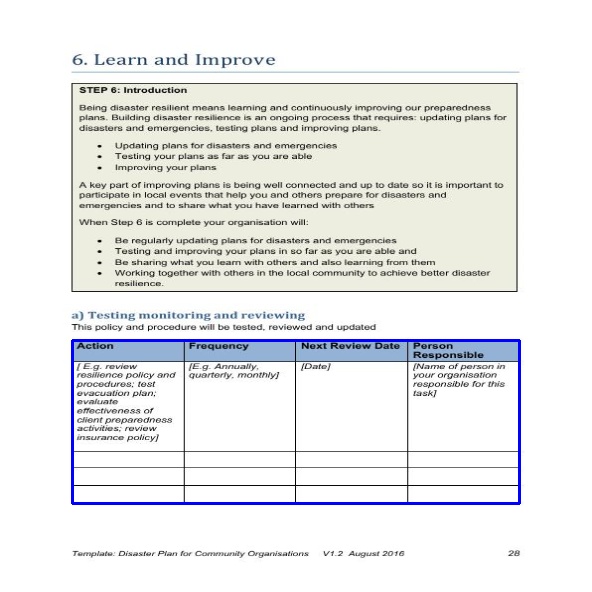 6. Learn and Improve
STEP 6: Introduction
Being disaster resilient means learning and continuously improving our preparedness
plans. Building disaster resilience is an ongoing process that requires: updating plans for
disasters and emergencies, testing plans and improving plans.
• Updating plans for disasters and emergencies
• Testing your plans as far as you are able
• Improving your plans
A key part of improving plans is being well connected and up to date so it is important to
participate in local events that help you and others prepare for disasters and
emergencies and to share what you have learned with others
When Step 6 is complete your organisation will:
• Be regularly updating plans for disasters and emergencies
• Testing and improving your plans in so far as you are able and
• Be sharing what you learn with others and also learning from them
• Working together with others in the local community to achieve better disaster
resilience.
a) Testing monitoring and reviewing
This policy and procedure will be tested, reviewed and updated
Action Frequency Next Review Date Person
Responsible
[ E.g. review
resilience policy and
procedures; test
evacuation plan;
evaluate
effectiveness of
client preparedness
activities; review
insurance policy]
[E.g. Annually,
quarterly, monthly]
[Date]
[Name of person in
your organisation
responsible for this
task]
Template: Disaster Plan for Community Organisations V1.2 August 2016 28